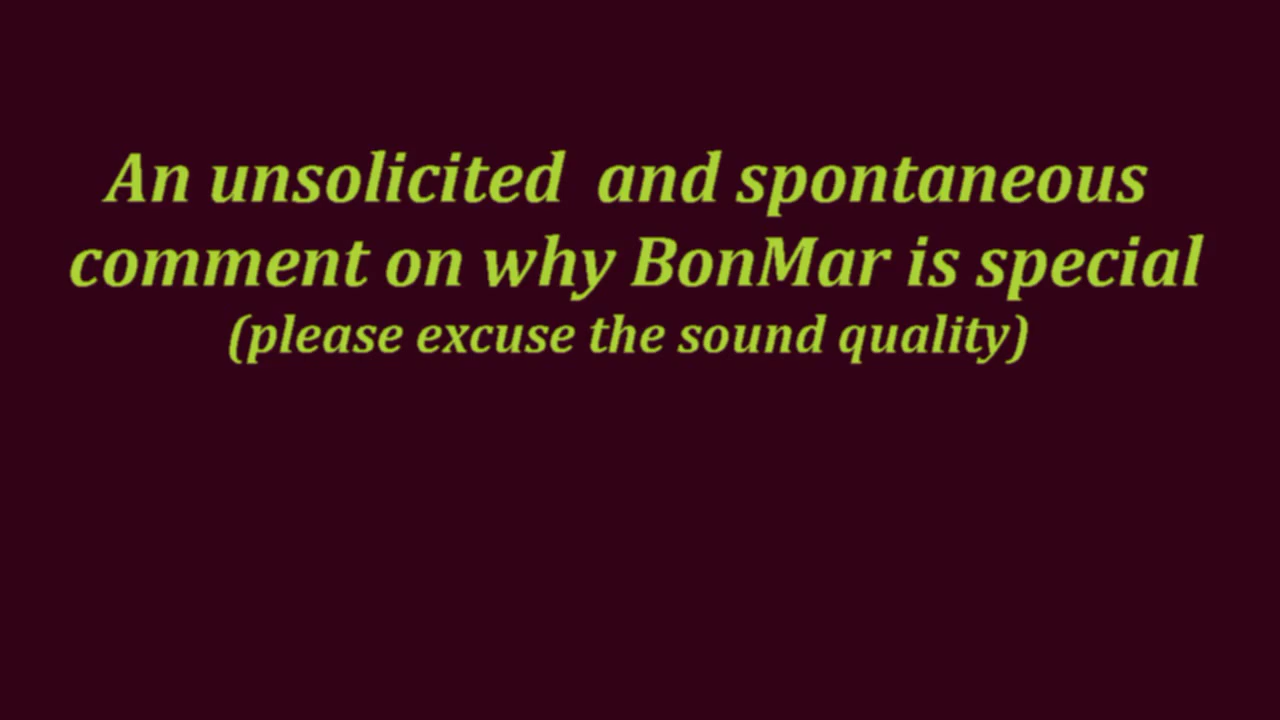 An unsolicited  and spontaneous
comment on why BonMar is special
(please excuse the sound quality)